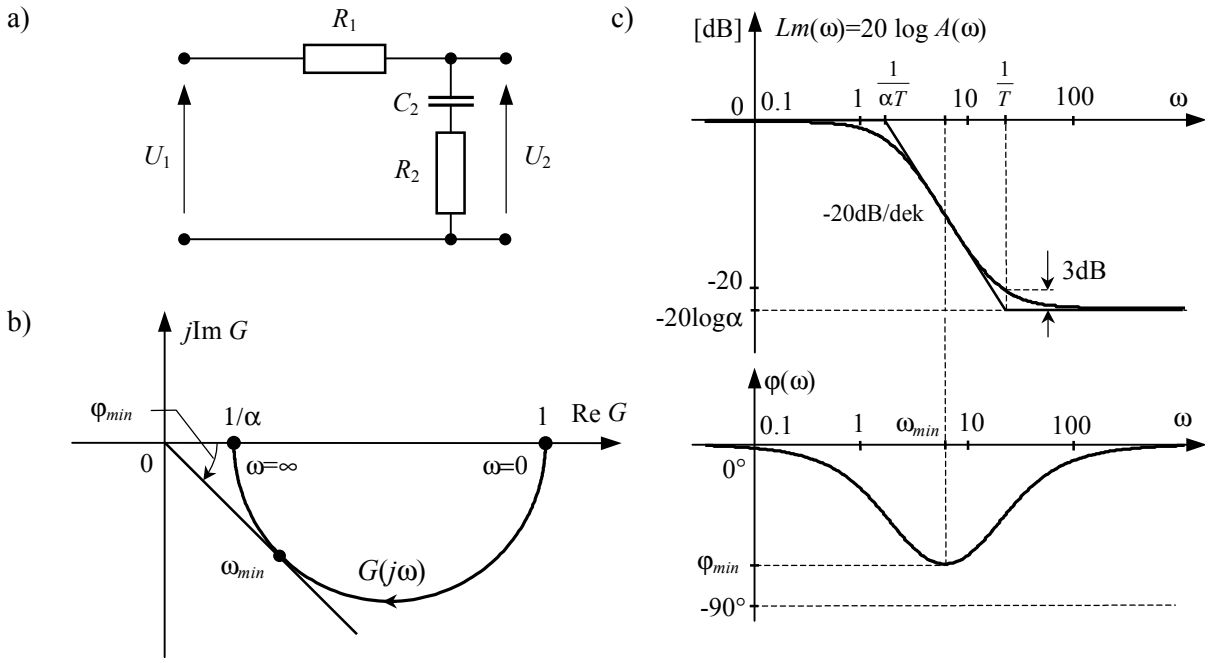 a)
R₁
C₂
R₂
U₁
U₂
b)
jIm G
φmin
1/α
1
Re G
0
ω=∞
ω=0
ωmin
G(jω)
c)
[dB]
Lm(ω)=20 log A(ω)
0
0.1
1
1/αT
10
1/T
100
ω
-20dB/dek
-20
3dB
-20logα
φ(ω)
0.1
1
ωmin
10
100
ω
0°
φmin
-90°